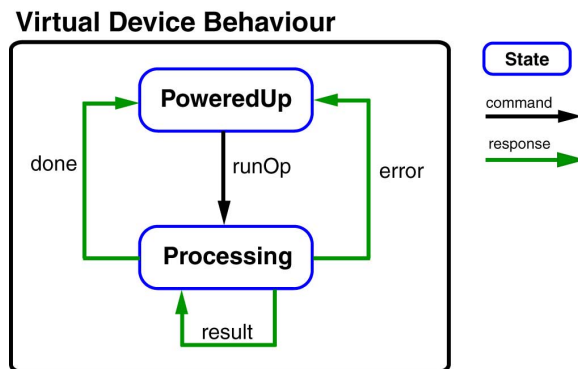 Virtual Device Behaviour
PoweredUp
done
runOp
error
Processing
result
State
command
response